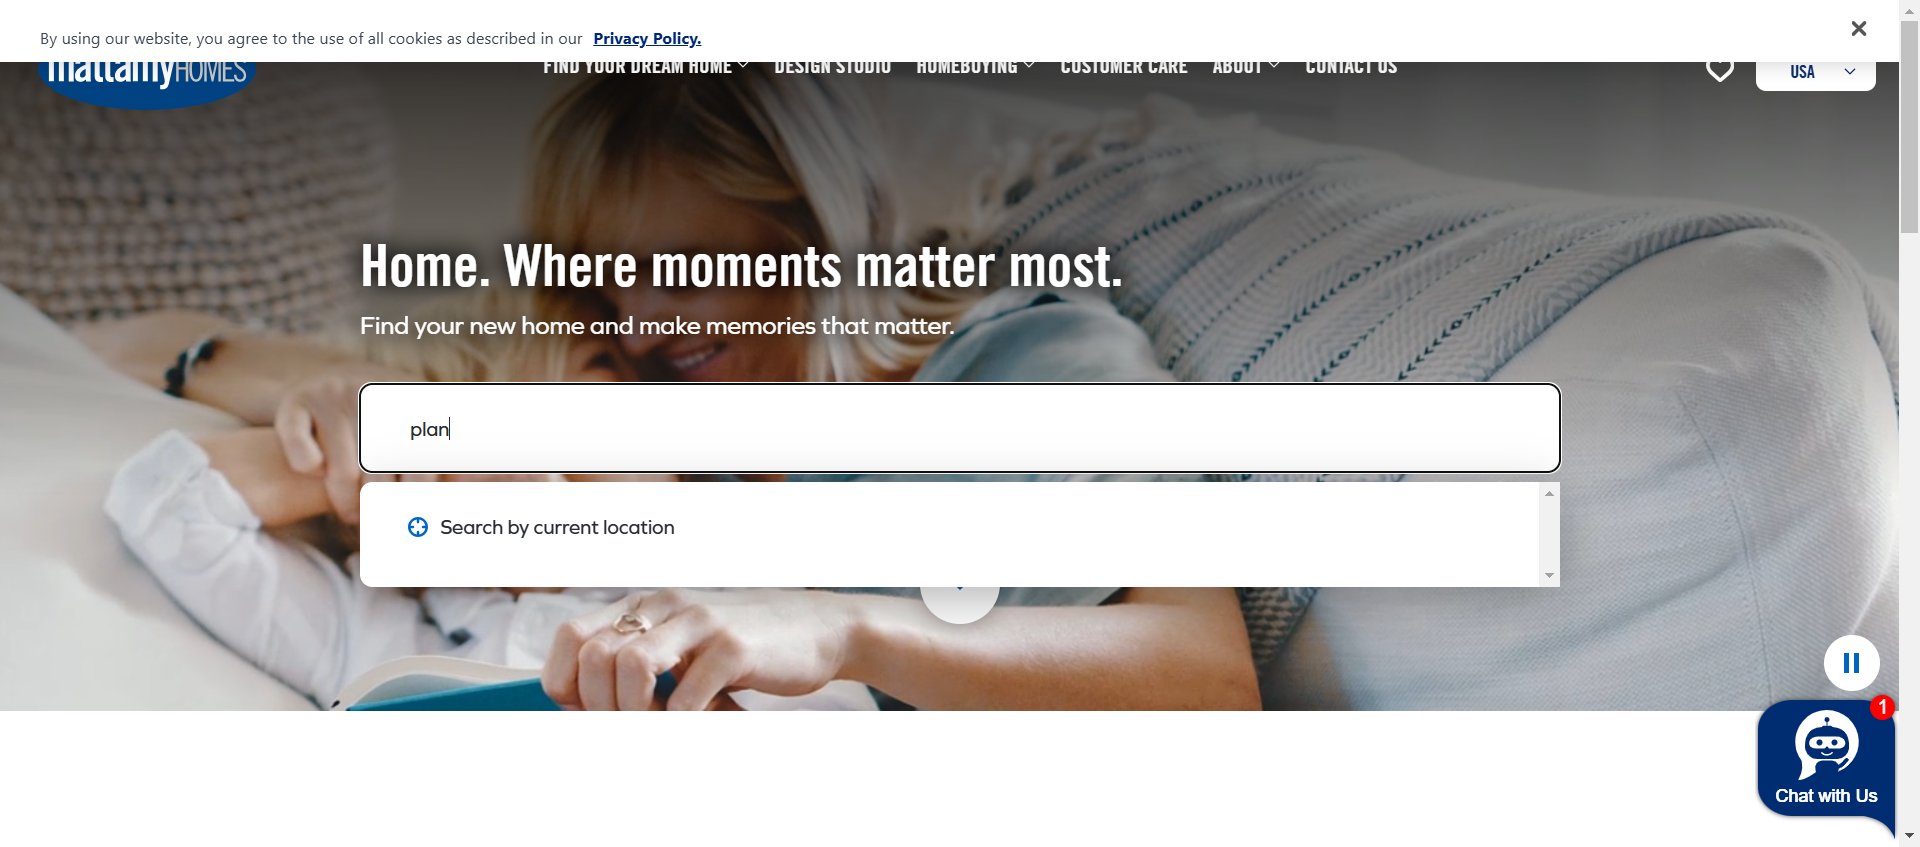 By using our website, you agree to the use of all cookies as described in our Privacy Policy.
mattamyHOMES
FIND YOUR DREAM HOME
DESIGN STUDIO
HOMEBUYING
CUSTOMER CARE
ABOUT
CONTACT US
USA
Home. Where moments matter most.
Find your new home and make memories that matter.
plan
Search by current location
1
Chat with Us